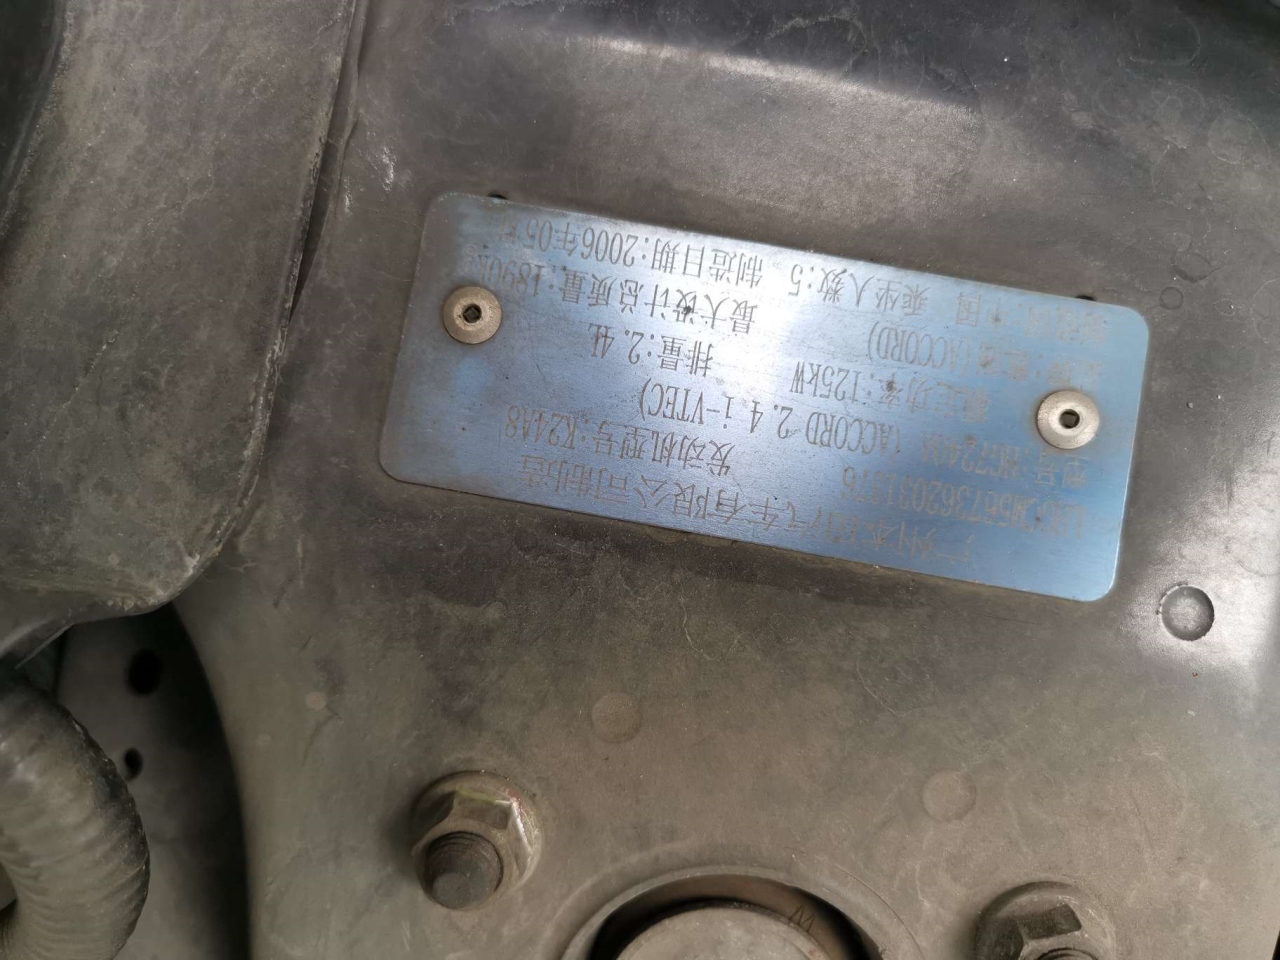 广州本田汽车有限公司制造
发动机型号:K24A8
型号:HG7240A (ACCORD 2.4 i-VTEC)
功率:125kW 排量:2.4L
(ACCORD) 最大设计总质量:1890kg
国 乘坐人数:5 制造日期:2006年05月